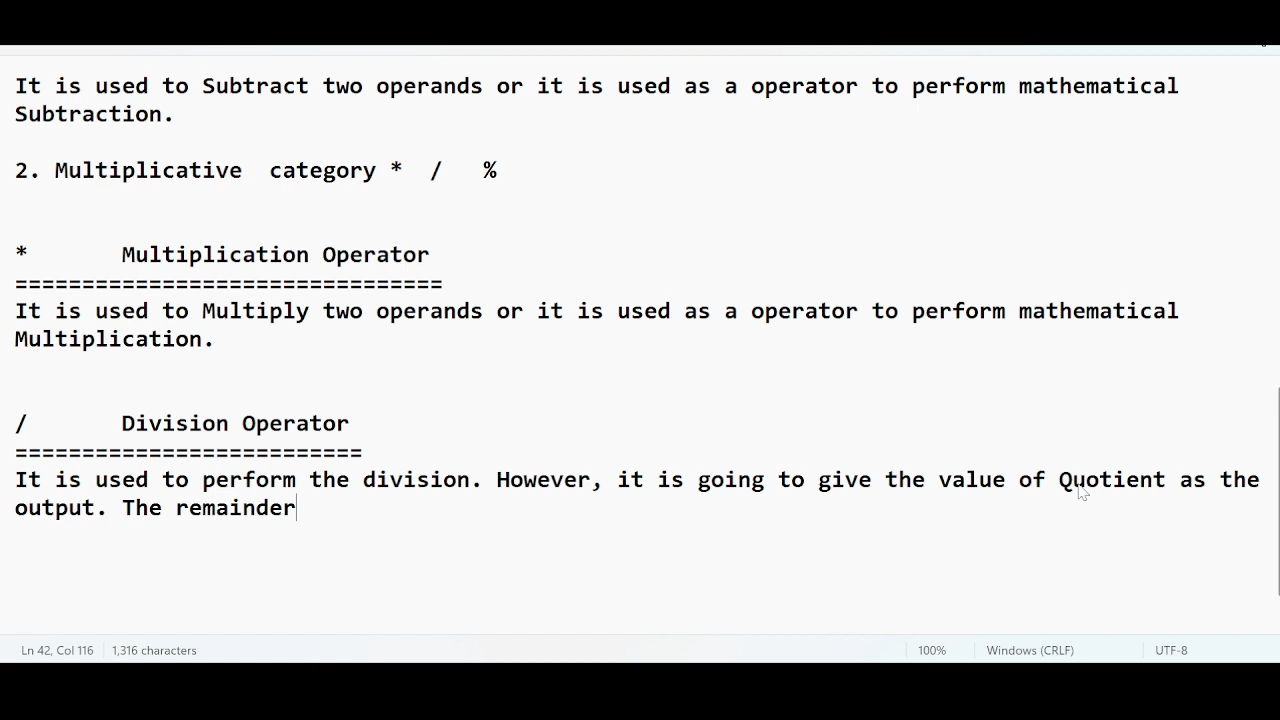 It is used to Subtract two operands or it is used as a operator to perform mathematical
Subtraction.
2. Multiplicative  category *  /   %
*       Multiplication Operator
================================
It is used to Multiply two operands or it is used as a operator to perform mathematical
Multiplication.
/       Division Operator
==========================
It is used to perform the division. However, it is going to give the value of Quotient as the
output. The remainder
Ln 42, Col 116  1,316 characters  100%  Windows (CRLF)  UTF-8